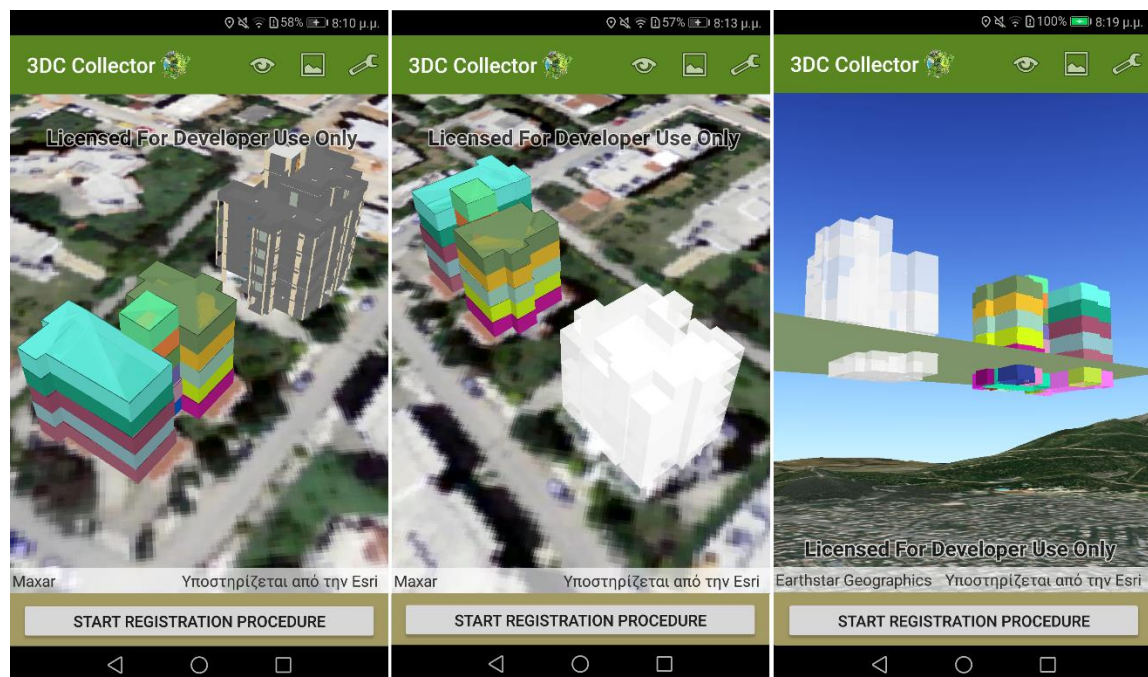 58% 8:10 μ.μ.
3DC Collector
Licensed For Developer Use Only
Maxar Υποστηρίζεται από την Esri
START REGISTRATION PROCEDURE
57% 8:13 μ.μ.
3DC Collector
Licensed For Developer Use Only
Maxar Υποστηρίζεται από την Esri
START REGISTRATION PROCEDURE
100% 8:19 μ.μ.
3DC Collector
Licensed For Developer Use Only
Earthstar Geographics Υποστηρίζεται από την Esri
START REGISTRATION PROCEDURE